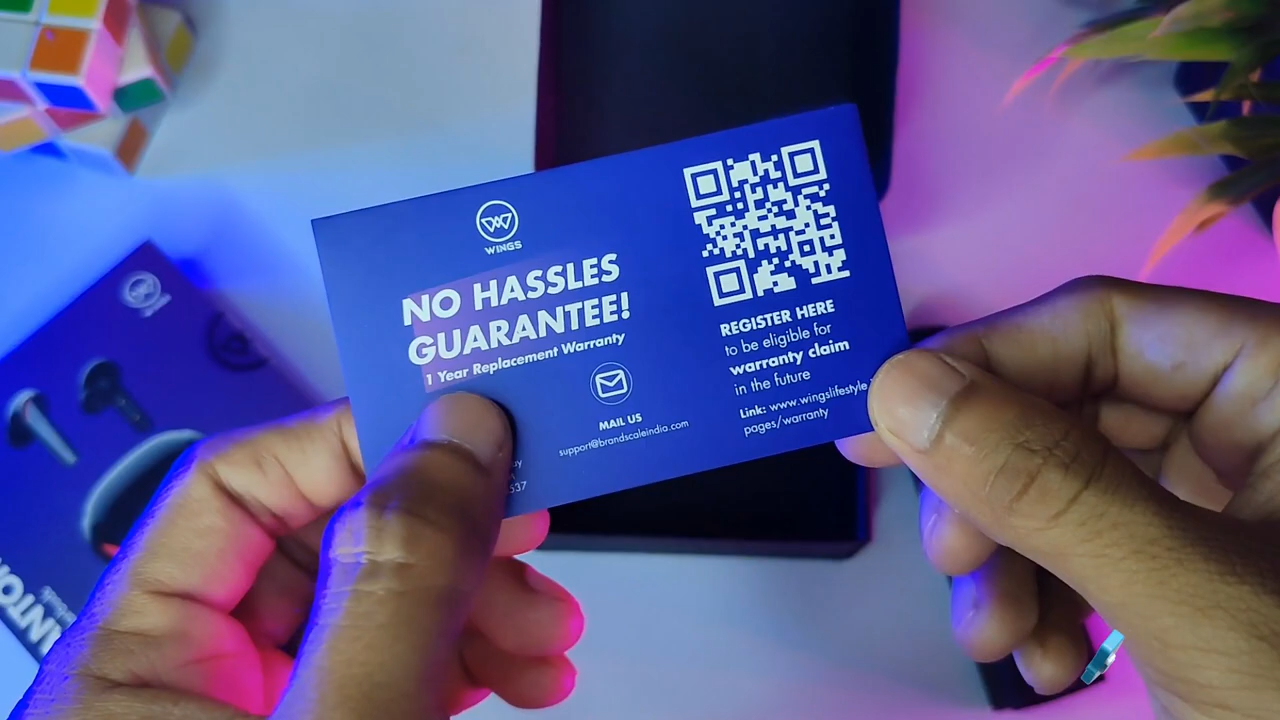 WINGS
NO HASSLES
GUARANTEE!
1 Year Replacement Warranty
MAIL US
support@brandscaleindia.com
537
REGISTER HERE
to be eligible for
warranty claim
in the future
Link: www.wingslifestyle
pages/warranty